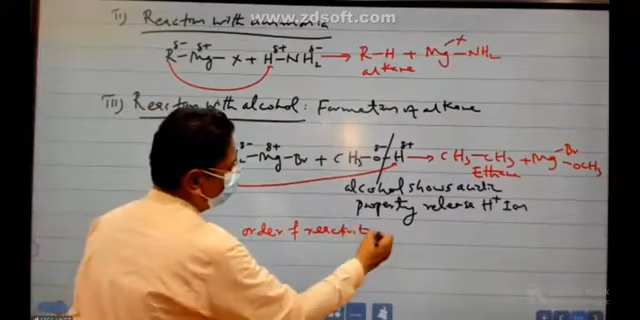 www.zdsoft.com
II) Reaction with ammonia
R δ- — Mg δ+ — X + H δ+ — NH₂ δ- → R–H + Mg X NH₂
alkane
III) Reaction with alcohol : Formation of alkane
δ- — Mg δ+ — Br + CH₃ — O δ- — H δ+ → CH₃–CH₃ + Mg Br OCH₃
Ethane
alcohol shows acidic
property release H⁺ Ion
order of